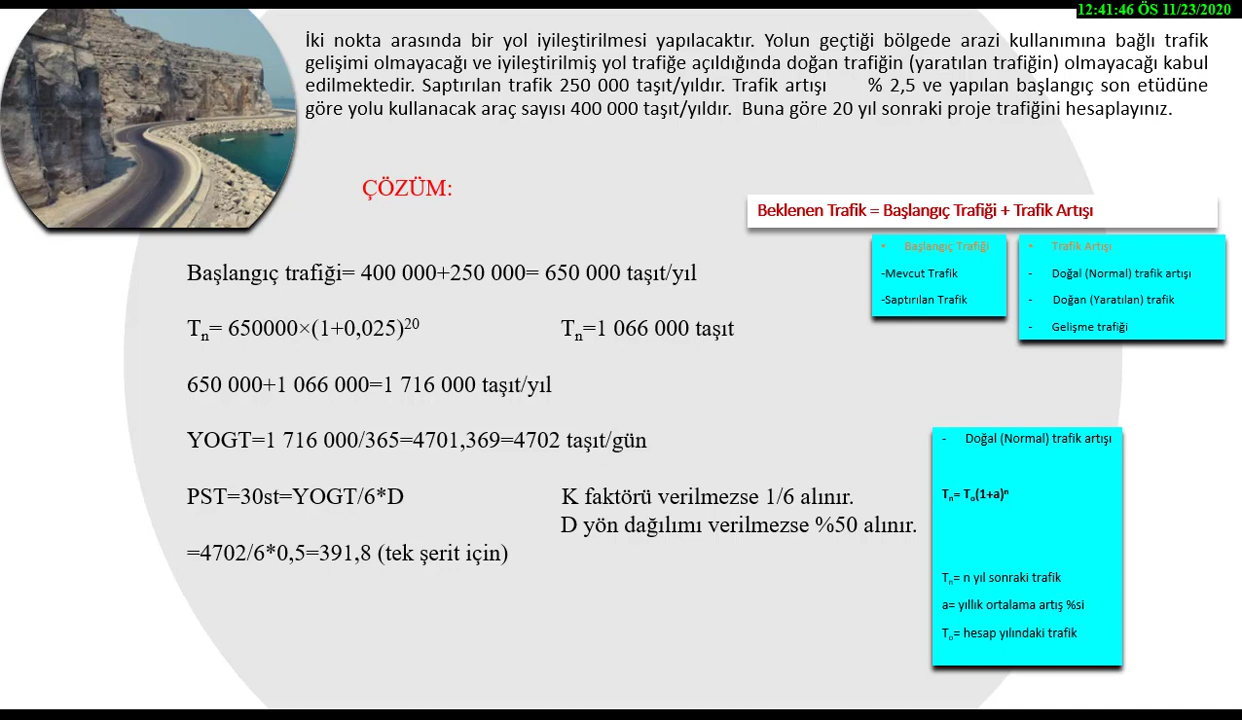 12:41:46 ÖS 11/23/2020
İki nokta arasında bir yol iyileştirilmesi yapılacaktır. Yolun geçtiği bölgede arazi kullanımına bağlı trafik
gelişimi olmayacağı ve iyileştirilmiş yol trafiğe açıldığında doğan trafiğin (yaratılan trafiğin) olmayacağı kabul
edilmektedir. Saptırılan trafik 250 000 taşıt/yıldır. Trafik artışı % 2,5 ve yapılan başlangıç son etüdüne
göre yolu kullanacak araç sayısı 400 000 taşıt/yıldır. Buna göre 20 yıl sonraki proje trafiğini hesaplayınız.
ÇÖZÜM:
Beklenen Trafik = Başlangıç Trafiği + Trafik Artışı
• Başlangıç Trafiği
-Mevcut Trafik
-Saptırılan Trafik
• Trafik Artışı
- Doğal (Normal) trafik artışı
- Doğan (Yaratılan) trafik
- Gelişme trafiği
Başlangıç trafiği= 400 000+250 000= 650 000 taşıt/yıl
Tn= 650000×(1+0,025)^20 Tn=1 066 000 taşıt
650 000+1 066 000=1 716 000 taşıt/yıl
YOGT=1 716 000/365=4701,369=4702 taşıt/gün
PST=30st=YOGT/6*D K faktörü verilmezse 1/6 alınır.
D yön dağılımı verilmezse %50 alınır.
=4702/6*0,5=391,8 (tek şerit için)
- Doğal (Normal) trafik artışı
Tn= To(1+a)^n
Tn= n yıl sonraki trafik
a= yıllık ortalama artış %si
To= hesap yılındaki trafik